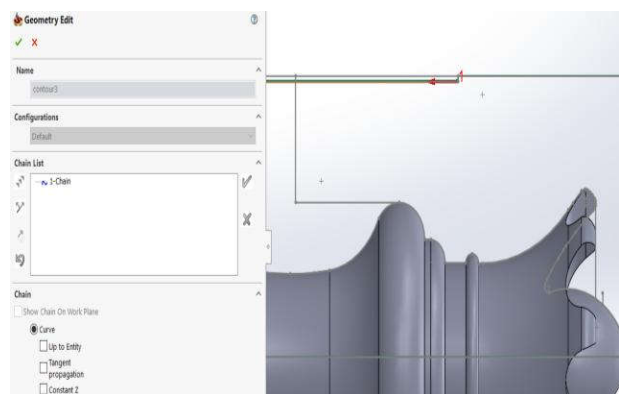 Geometry Edit
Name
contour3
Configurations
Default
Chain List
1-Chain
Chain
Show Chain On Work Plane
Curve
Up to Entity
Tangent
propagation
Constant Z
1